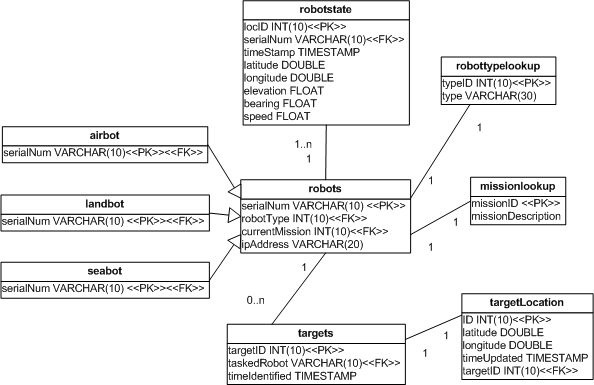 robotstate
locID INT(10)<<PK>>
serialNum VARCHAR(10)<<FK>>
timeStamp TIMESTAMP
latitude DOUBLE
longitude DOUBLE
elevation FLOAT
bearing FLOAT
speed FLOAT
robottypelookup
typeID INT(10)<<PK>>
type VARCHAR(30)
1
airbot
serialNum VARCHAR(10)<<PK>><<FK>>
1..n
1
robots
serialNum VARCHAR(10) <<PK>>
robotType INT(10)<<FK>>
currentMission INT(10)<<FK>>
ipAddress VARCHAR(20)
1
missionlookup
missionID <<PK>>
missionDescription
1
1
landbot
serialNum VARCHAR(10) <<PK>><<FK>>
seabot
serialNum VARCHAR(10) <<PK>><<FK>>
1
0..n
targets
targetID INT(10)<<PK>>
taskedRobot VARCHAR(10)<<FK>>
timeIdentified TIMESTAMP
1
1
targetLocation
ID INT(10)<<PK>>
latitude DOUBLE
longitude DOUBLE
timeUpdated TIMESTAMP
targetID INT(10)<<FK>>